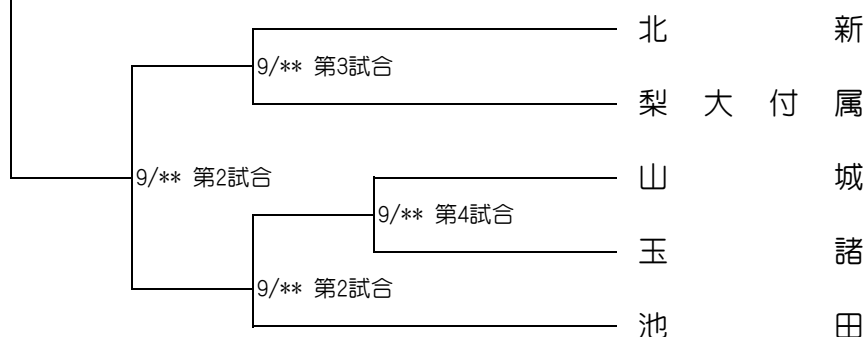 北新
9/** 第3試合
梨大付属
9/** 第2試合
山城
9/** 第4試合
玉諸
9/** 第2試合
池田